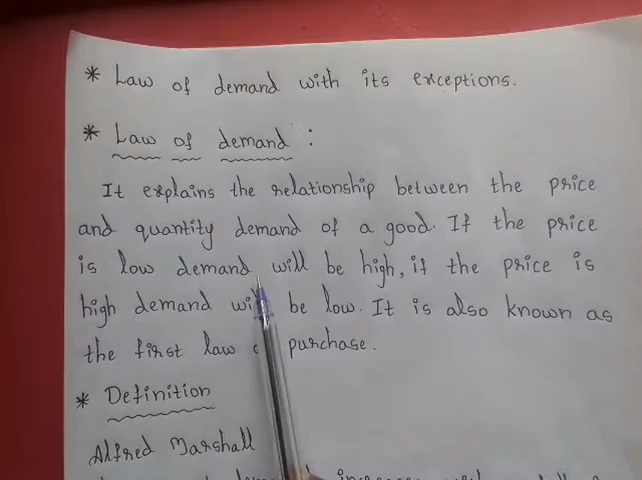 * Law of demand with its exceptions.
* Law of demand :
It explains the relationship between the price
and quantity demand of a good. If the price
is low demand will be high, if the price is
high demand will be low. It is also known as
the first law purchase.
* Definition
Alfred Marshall